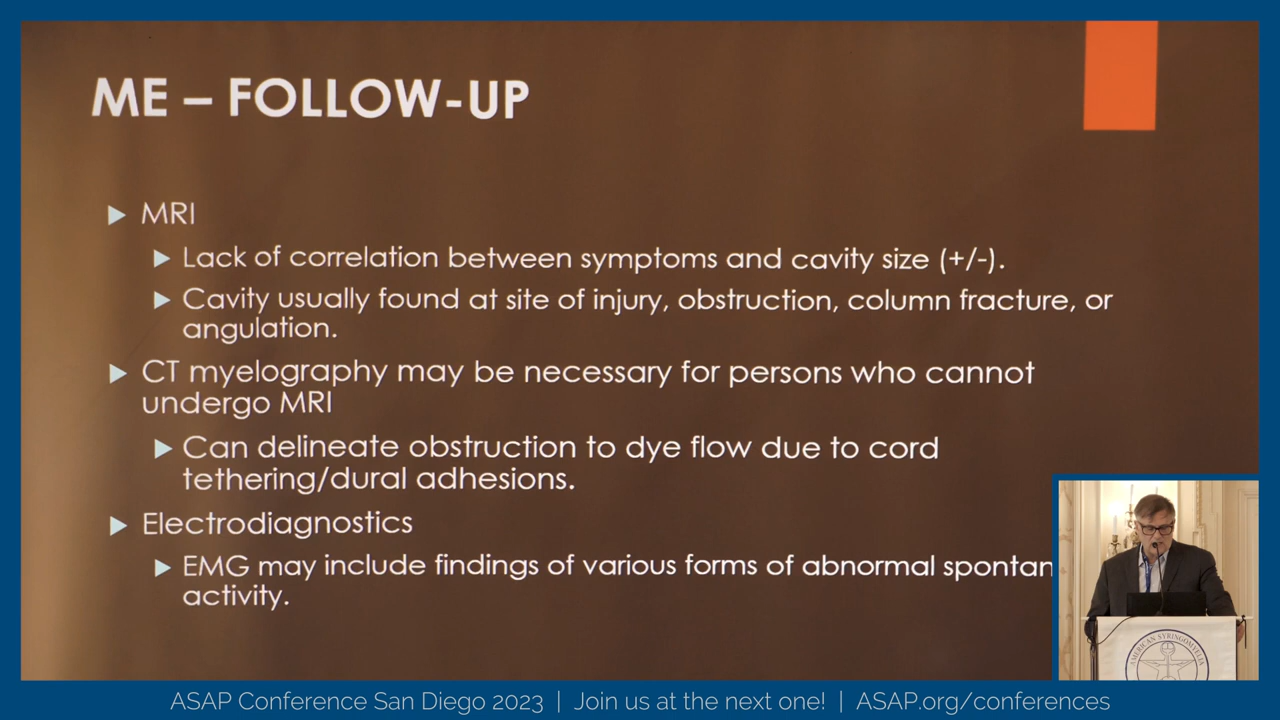 ME – FOLLOW-UP
MRI
Lack of correlation between symptoms and cavity size (+/-).
Cavity usually found at site of injury, obstruction, column fracture, or
angulation.
CT myelography may be necessary for persons who cannot
undergo MRI
Can delineate obstruction to dye flow due to cord
tethering/dural adhesions.
Electrodiagnostics
EMG may include findings of various forms of abnormal spontan
activity.
AMERICAN SYRINGOMYELIA
ASAP Conference San Diego 2023 | Join us at the next one! | ASAP.org/conferences